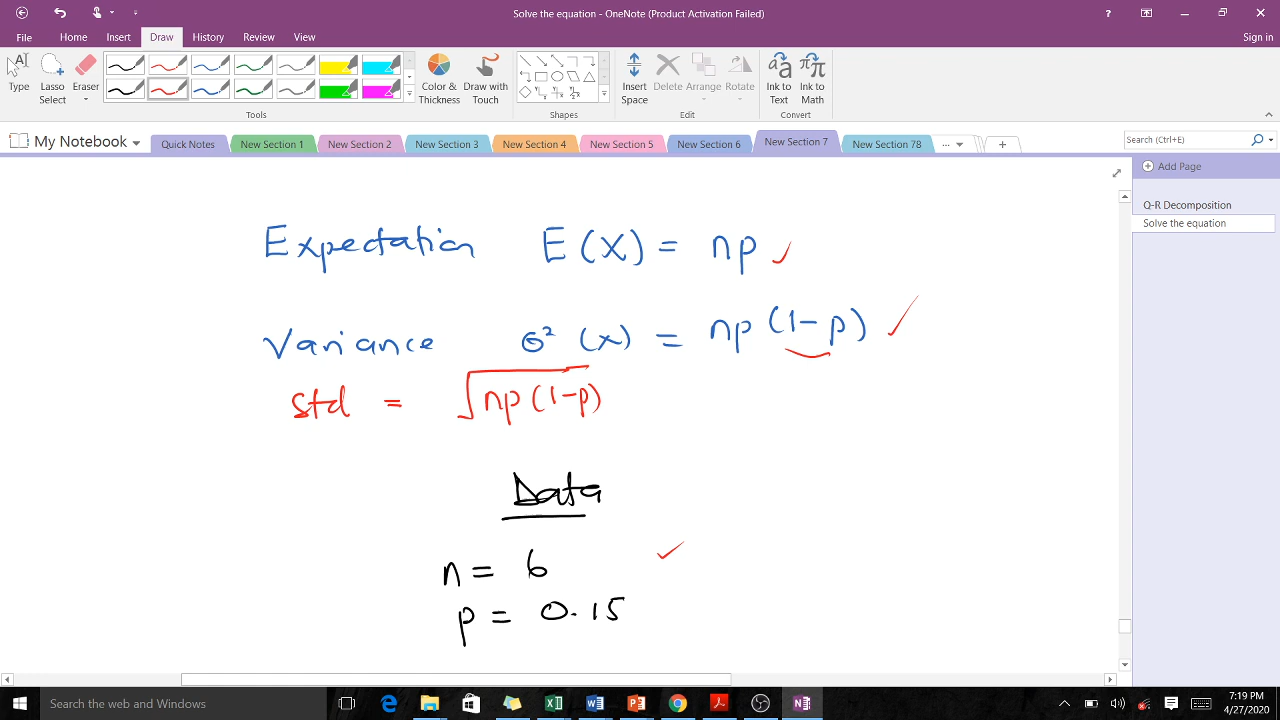 Solve the equation - OneNote (Product Activation Failed)
File Home Insert Draw History Review View Sign in
Type Lasso Select Eraser Color & Thickness Draw with Touch Insert Space Delete Arrange Rotate Ink to Text Ink to Math
Tools Shapes Edit Convert
My Notebook Quick Notes New Section 1 New Section 2 New Section 3 New Section 4 New Section 5 New Section 6 New Section 7 New Section 78 ... + Search (Ctrl+E)
Add Page
Q-R Decomposition
Solve the equation
Expectation E(X) = np ✓
Variance σ² (x) = np (1-p) ✓
std = √np(1-p)
Data
n = 6 ✓
p = 0.15
Search the web and Windows
7:19 PM
4/27/2020